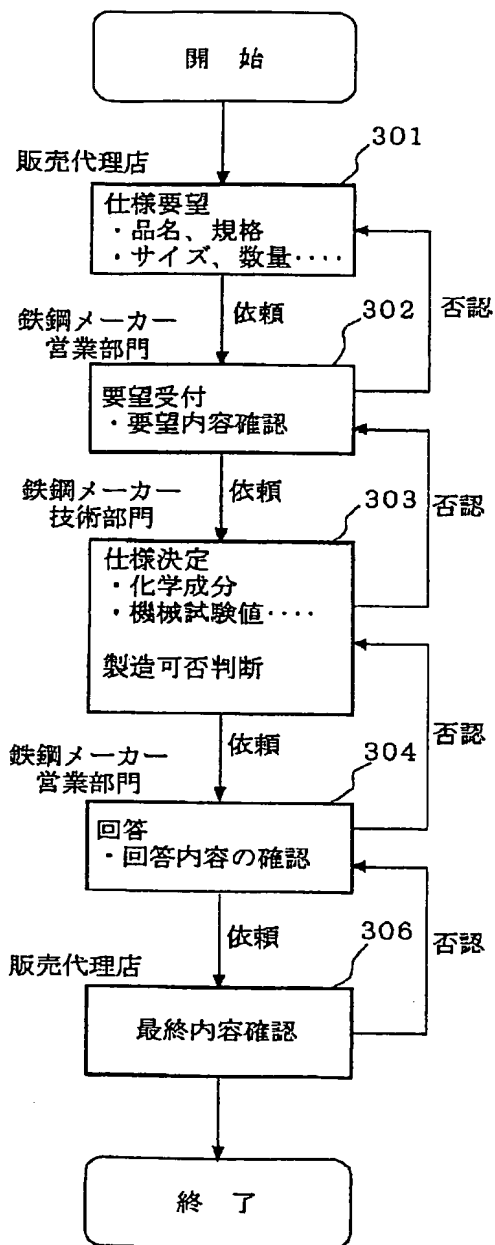 開 始
販売代理店
301
仕様要望
・品名、規格
・サイズ、数量‥‥
依頼
否認
鉄鋼メーカー
営業部門
302
要望受付
・要望内容確認
依頼
否認
鉄鋼メーカー
技術部門
303
仕様決定
・化学成分
・機械試験値‥‥
製造可否判断
依頼
否認
鉄鋼メーカー
営業部門
304
回答
・回答内容の確認
依頼
否認
販売代理店
306
最終内容確認
終 了